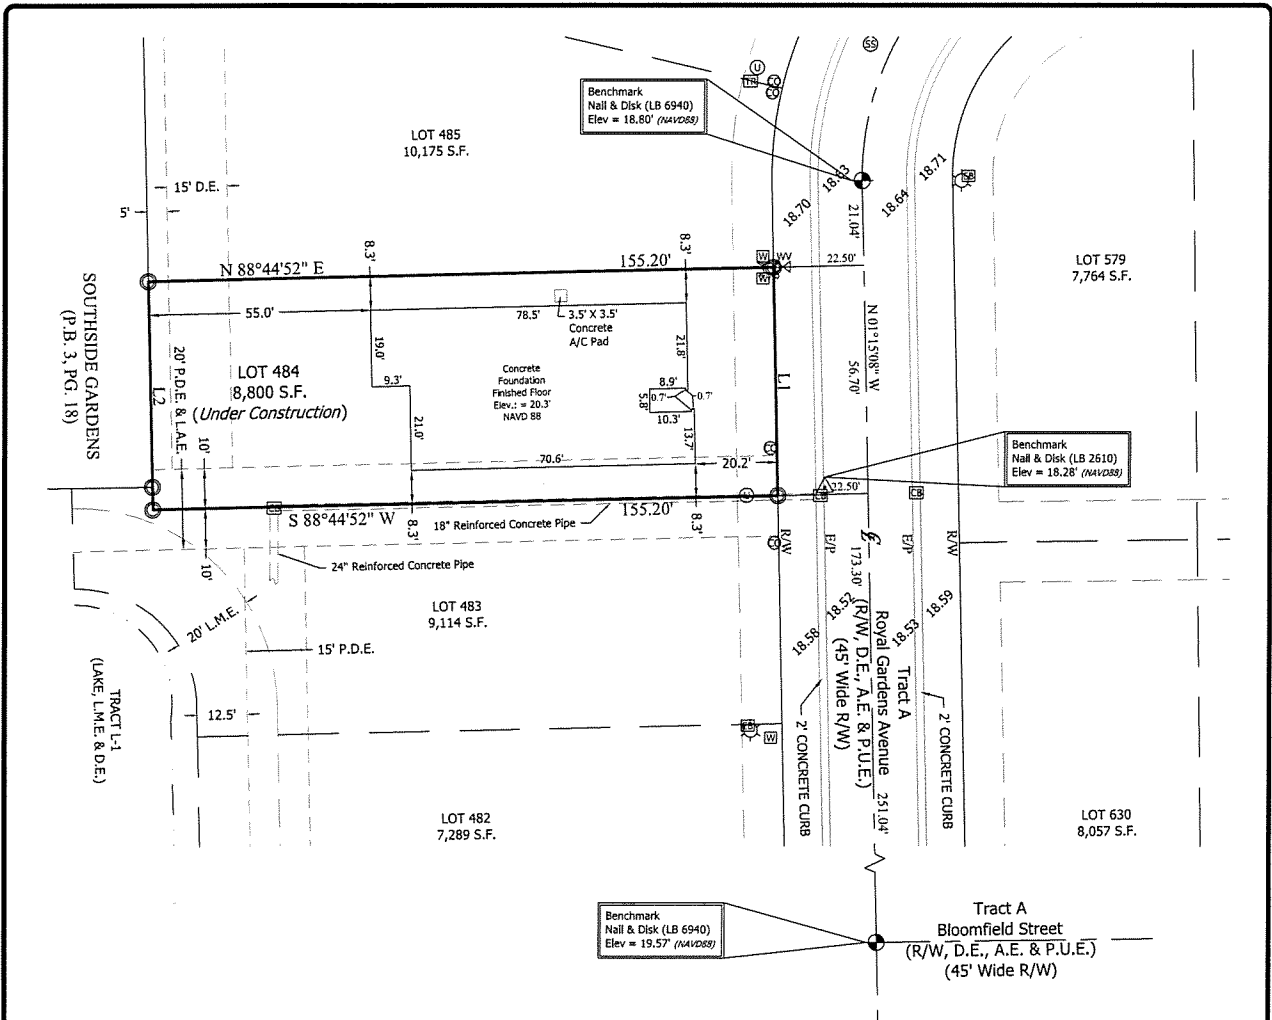 SS
U
TR
CO
CO
Benchmark
Nail & Disk (LB 6940)
Elev = 18.80' (NAVD88)
LOT 485
10,175 S.F.
15' D.E.
5'
18.70
18.63
18.64
18.71
21.04'
LOT 579
7,764 S.F.
N 88°44'52" E
155.20'
8.3'
8.3'
W
WV
22.50'
SOUTHSIDE GARDENS
(P.B. 3, PG. 18)
55.0'
78.5'
3.5' X 3.5'
Concrete
A/C Pad
19.0'
21.8'
9.3'
LOT 484
8,800 S.F.
(Under Construction)
20' P.D.E. & L.A.E.
L2
L1
Concrete
Foundation
Finished Floor
Elev.: = 20.3'
NAVD 88
8.9'
5.8'
0.7'
0.7'
10.3'
21.0'
13.7'
N 01°15'08" W
56.70'
10'
70.6'
20.2'
CO
Benchmark
Nail & Disk (LB 2610)
Elev = 18.28' (NAVD88)
22.50'
CB
CB
S 88°44'52" W
155.20'
8.3'
8.3'
18" Reinforced Concrete Pipe
24" Reinforced Concrete Pipe
10'
20' L.M.E.
CO
R/W
E/P
E/P
R/W
173.30'
LOT 483
9,114 S.F.
15' P.D.E.
12.5'
18.58
18.52
18.53
18.59
Tract A
Royal Gardens Avenue
(R/W, D.E., A.E. & P.U.E.)
(45' Wide R/W)
251.04'
2' CONCRETE CURB
2' CONCRETE CURB
TRACT L-1
(LAKE, L.M.E. & D.E.)
W
LOT 482
7,289 S.F.
LOT 630
8,057 S.F.
Benchmark
Nail & Disk (LB 6940)
Elev = 19.57' (NAVD88)
Tract A
Bloomfield Street
(R/W, D.E., A.E. & P.U.E.)
(45' Wide R/W)